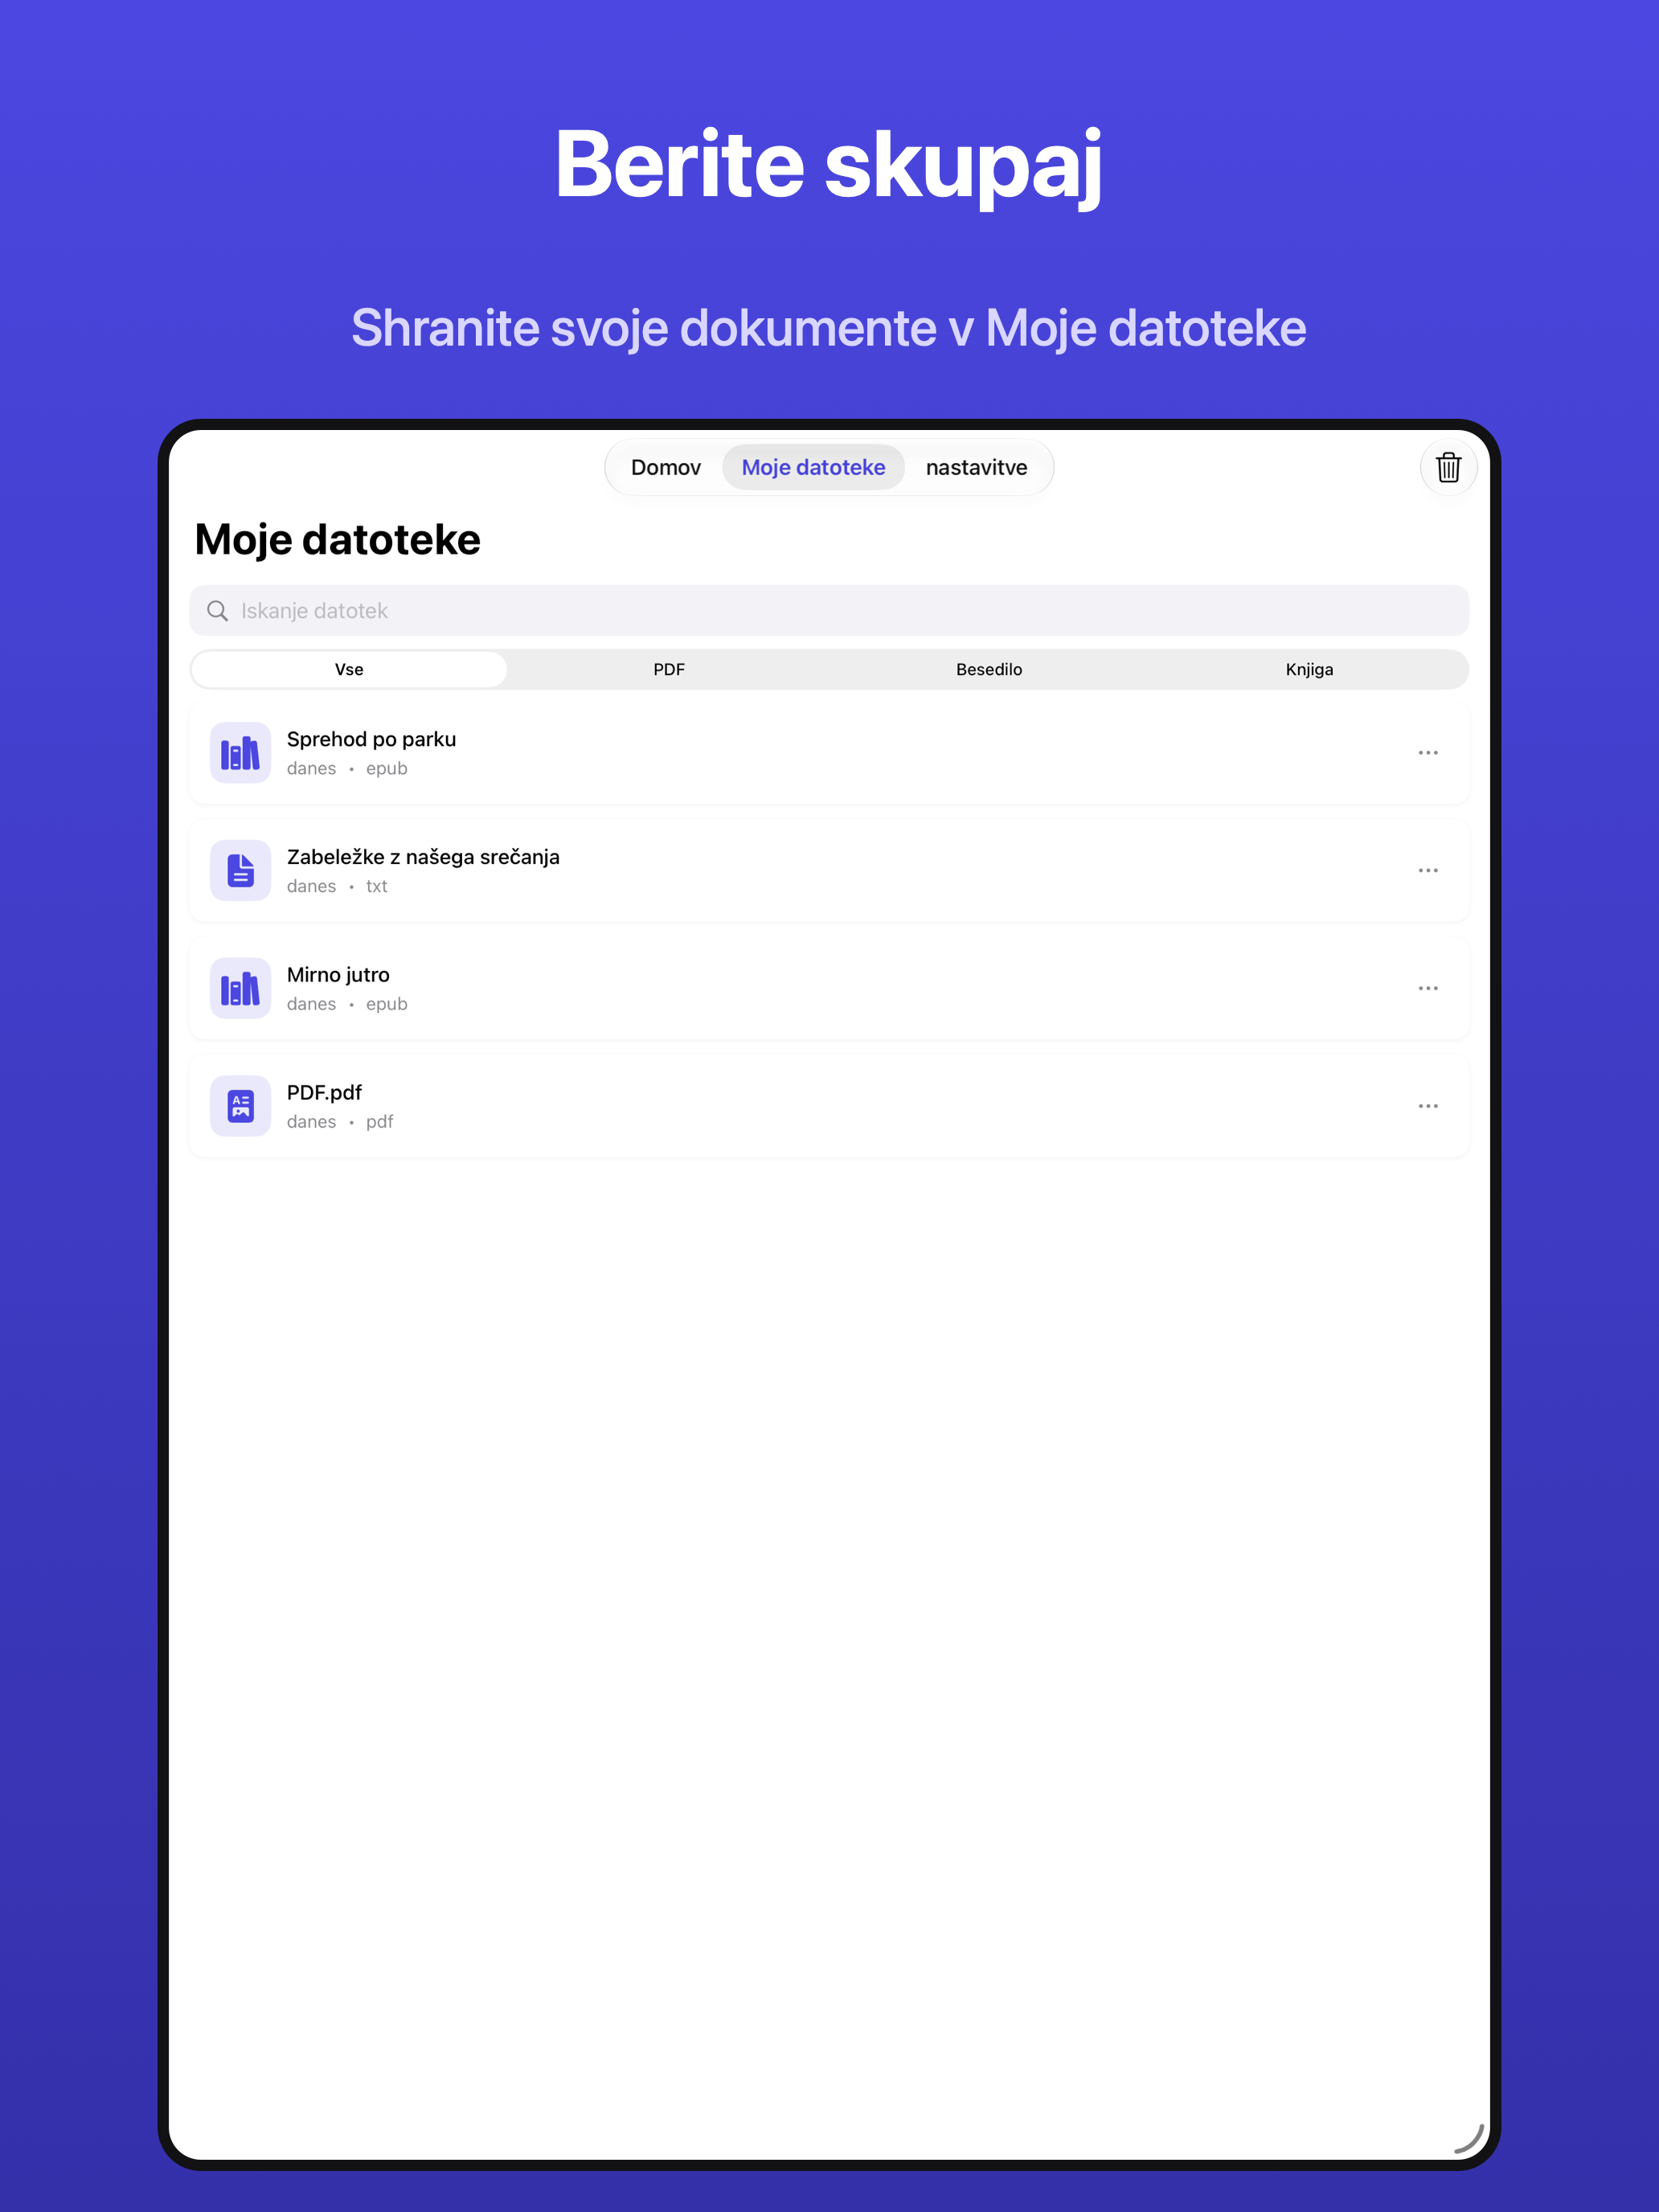 Berite skupaj
Shranite svoje dokumente v Moje datoteke
Domov
Moje datoteke
nastavitve
Moje datoteke
Iskanje datotek
Vse
PDF
Besedilo
Knjiga
Sprehod po parku
danes • epub
Zabeležke z našega srečanja
danes • txt
Mirno jutro
danes • epub
PDF.pdf
danes • pdf